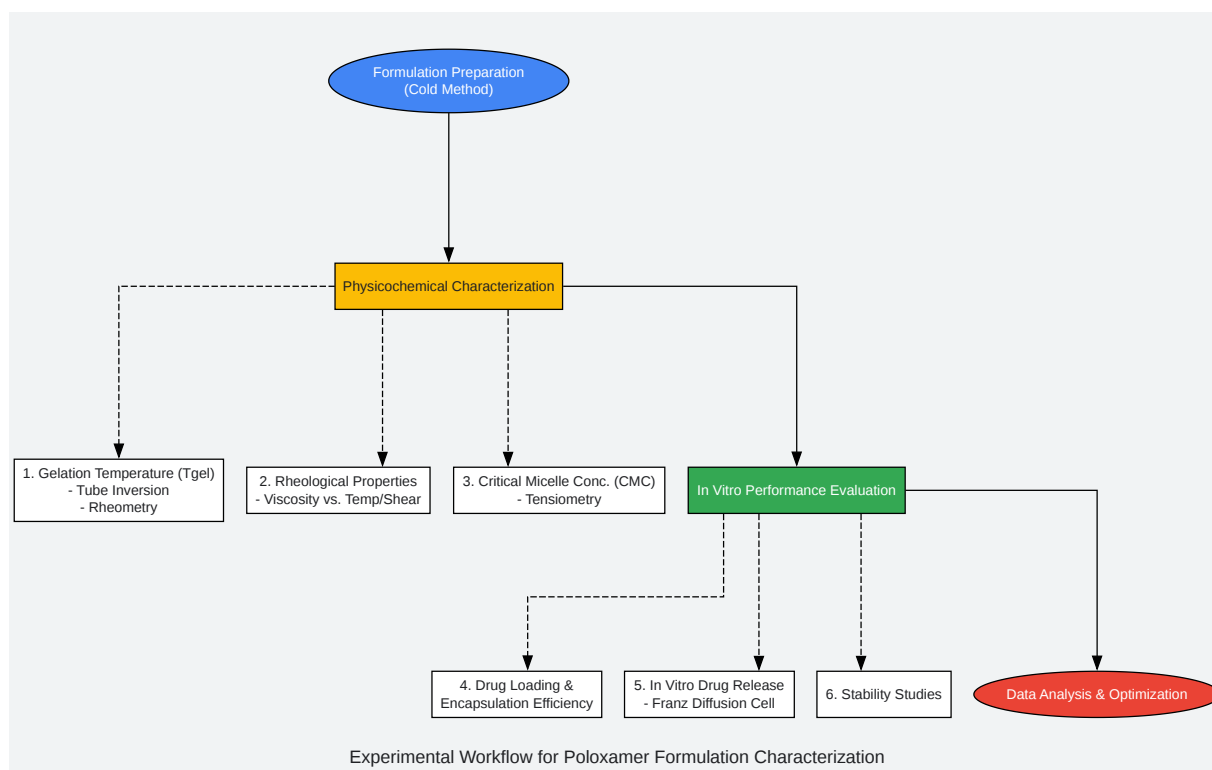 Formulation Preparation
(Cold Method)
Physicochemical Characterization
1. Gelation Temperature (Tgel)
- Tube Inversion
- Rheometry
2. Rheological Properties
- Viscosity vs. Temp/Shear
3. Critical Micelle Conc. (CMC)
- Tensiometry
In Vitro Performance Evaluation
4. Drug Loading &
Encapsulation Efficiency
5. In Vitro Drug Release
- Franz Diffusion Cell
6. Stability Studies
Data Analysis & Optimization
Experimental Workflow for Poloxamer Formulation Characterization